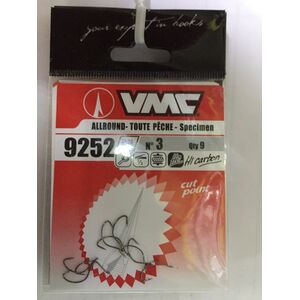 your expert in hooks
VMC
ALLROUND- TOUTE PÊCHE - Specimen
9252 N° 3 Qty 9
Hi carbon
cut
point